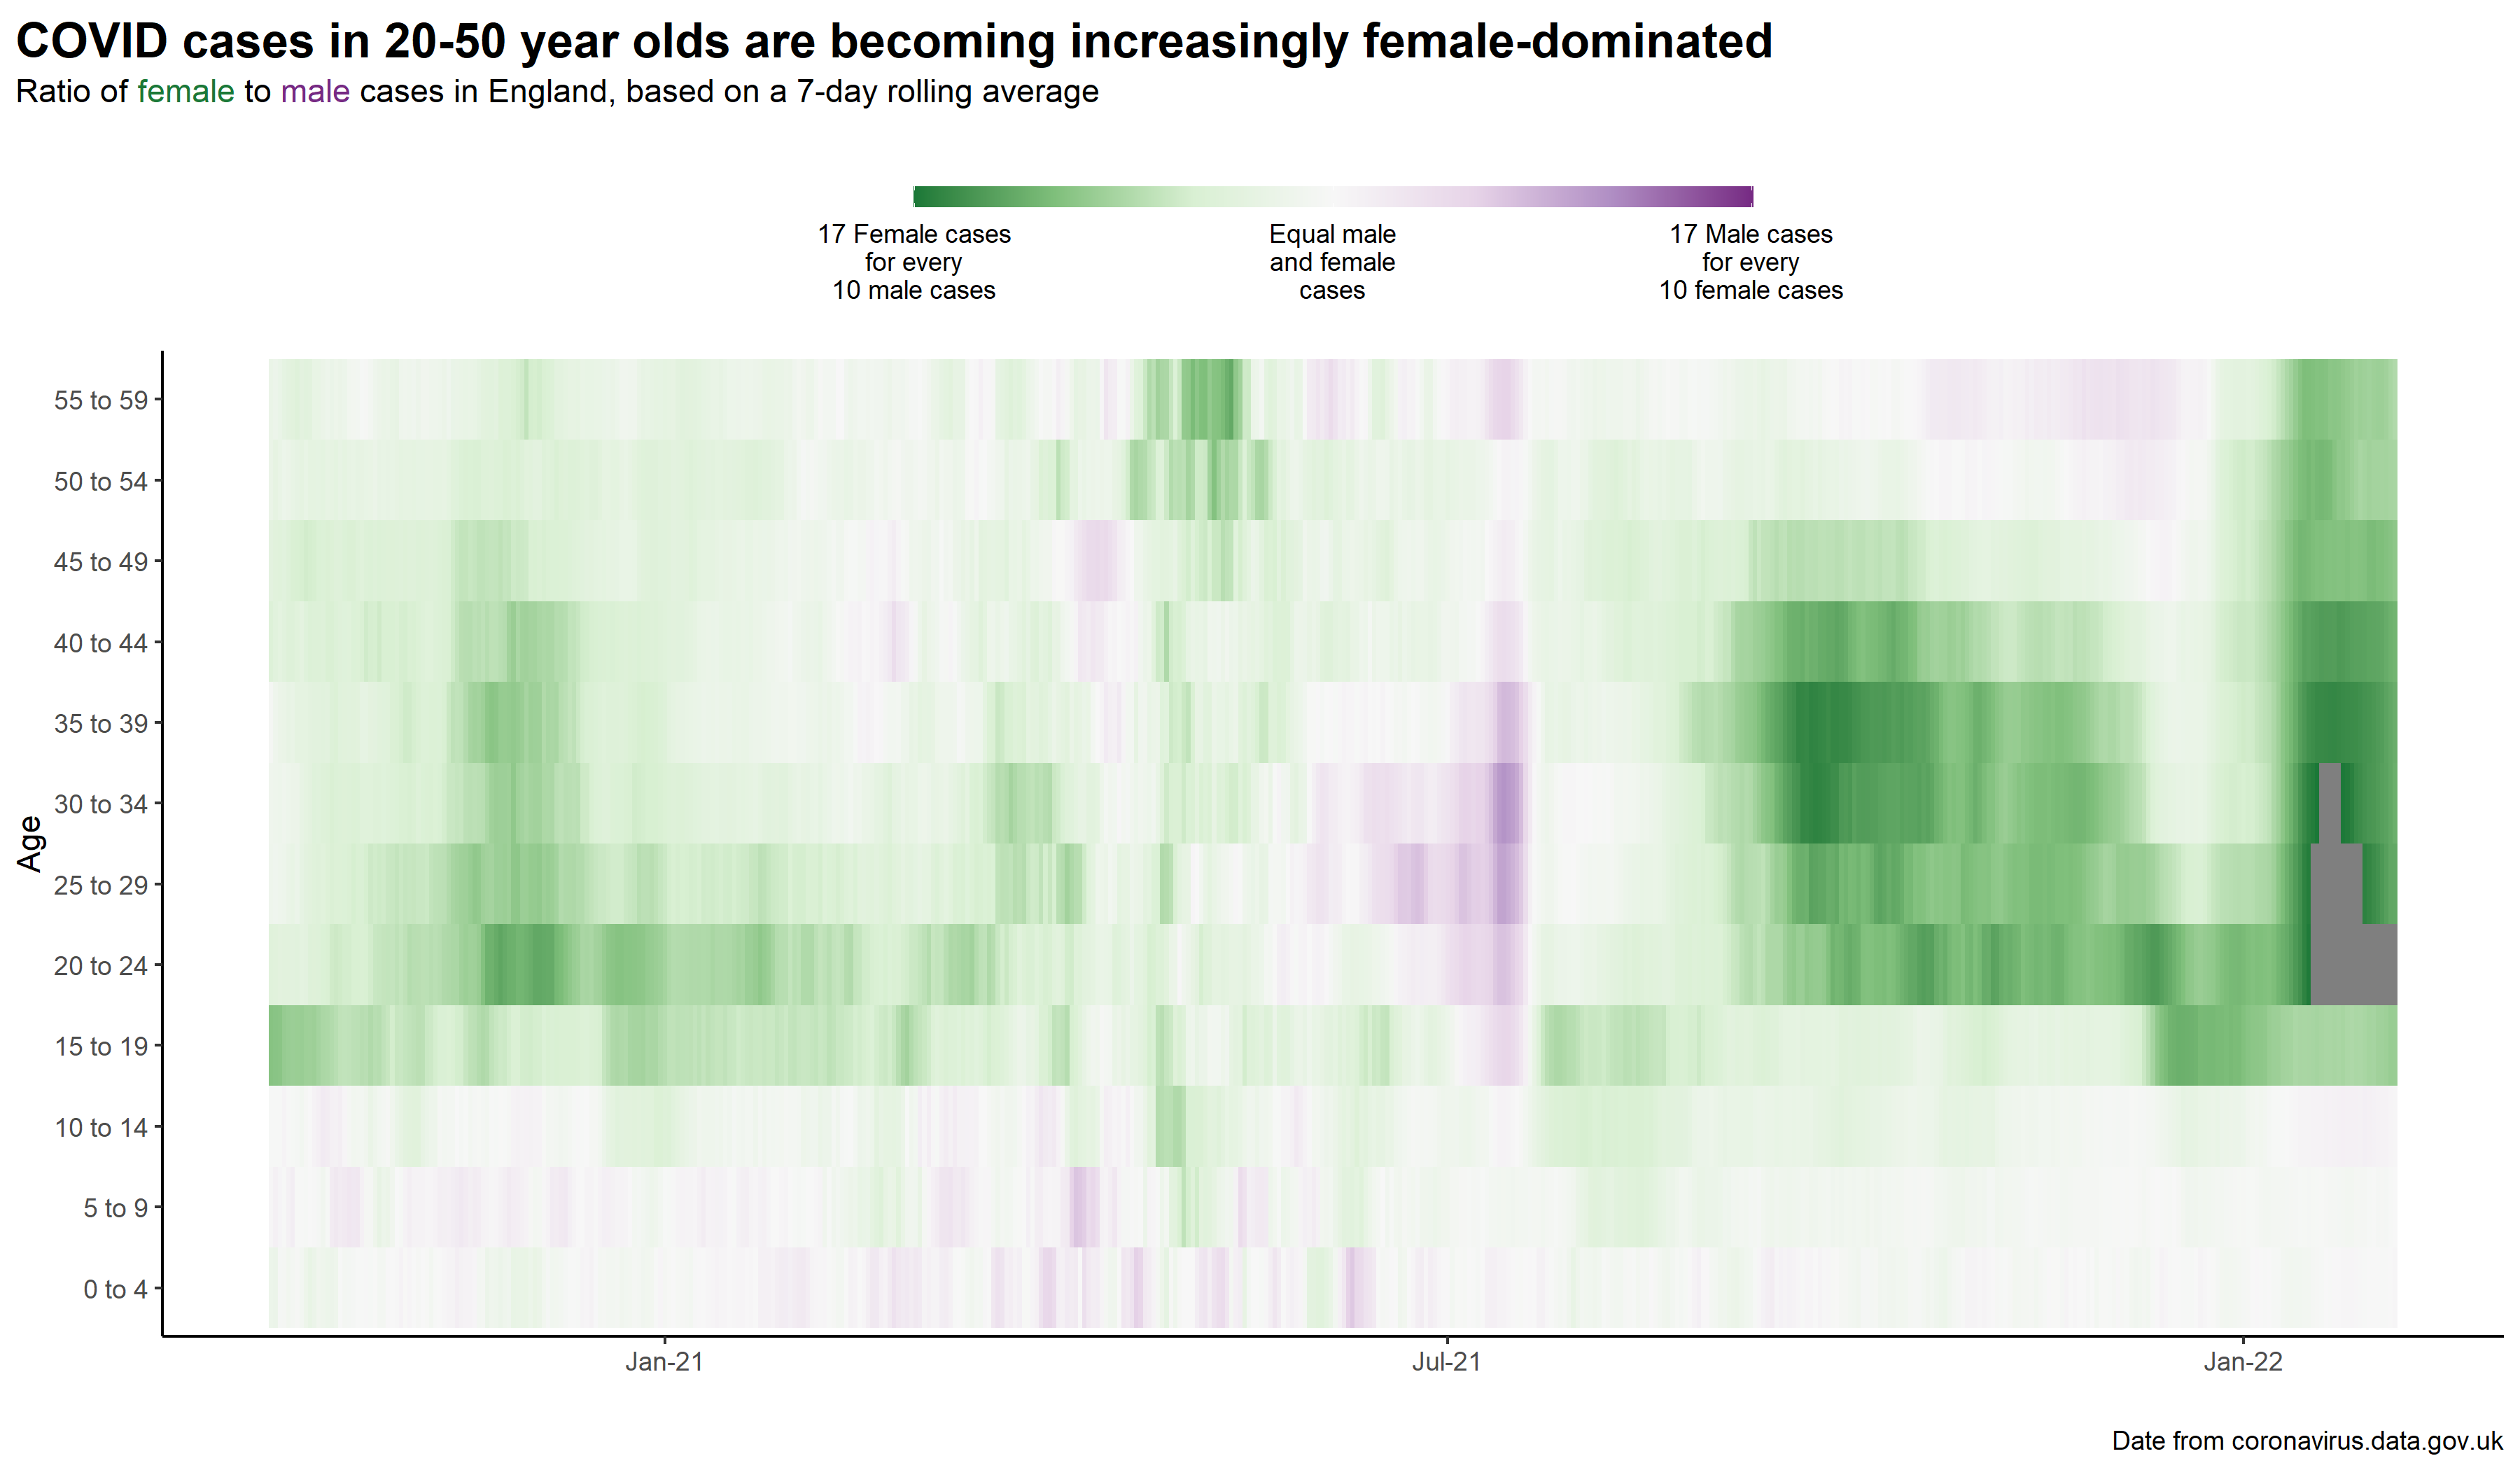 COVID cases in 20-50 year olds are becoming increasingly female-dominated
Ratio of female to male cases in England, based on a 7-day rolling average
17 Female cases
for every
10 male cases
Equal male
and female
cases
17 Male cases
for every
10 female cases
Age
55 to 59
50 to 54
45 to 49
40 to 44
35 to 39
30 to 34
25 to 29
20 to 24
15 to 19
10 to 14
5 to 9
0 to 4
Jan-21
Jul-21
Jan-22
Date from coronavirus.data.gov.uk